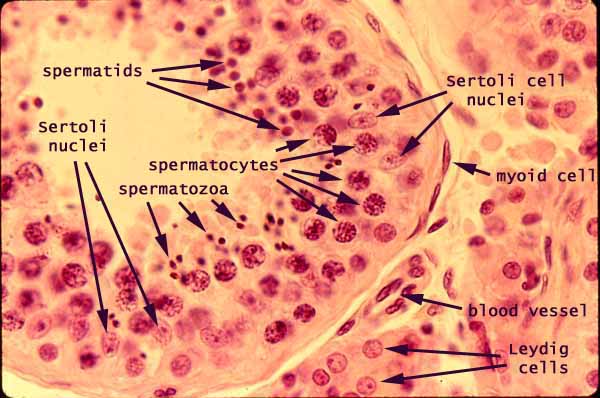 spermatids
Sertoli cell
nuclei
Sertoli
nuclei
spermatocytes
myoid cell
spermatozoa
blood vessel
Leydig
cells